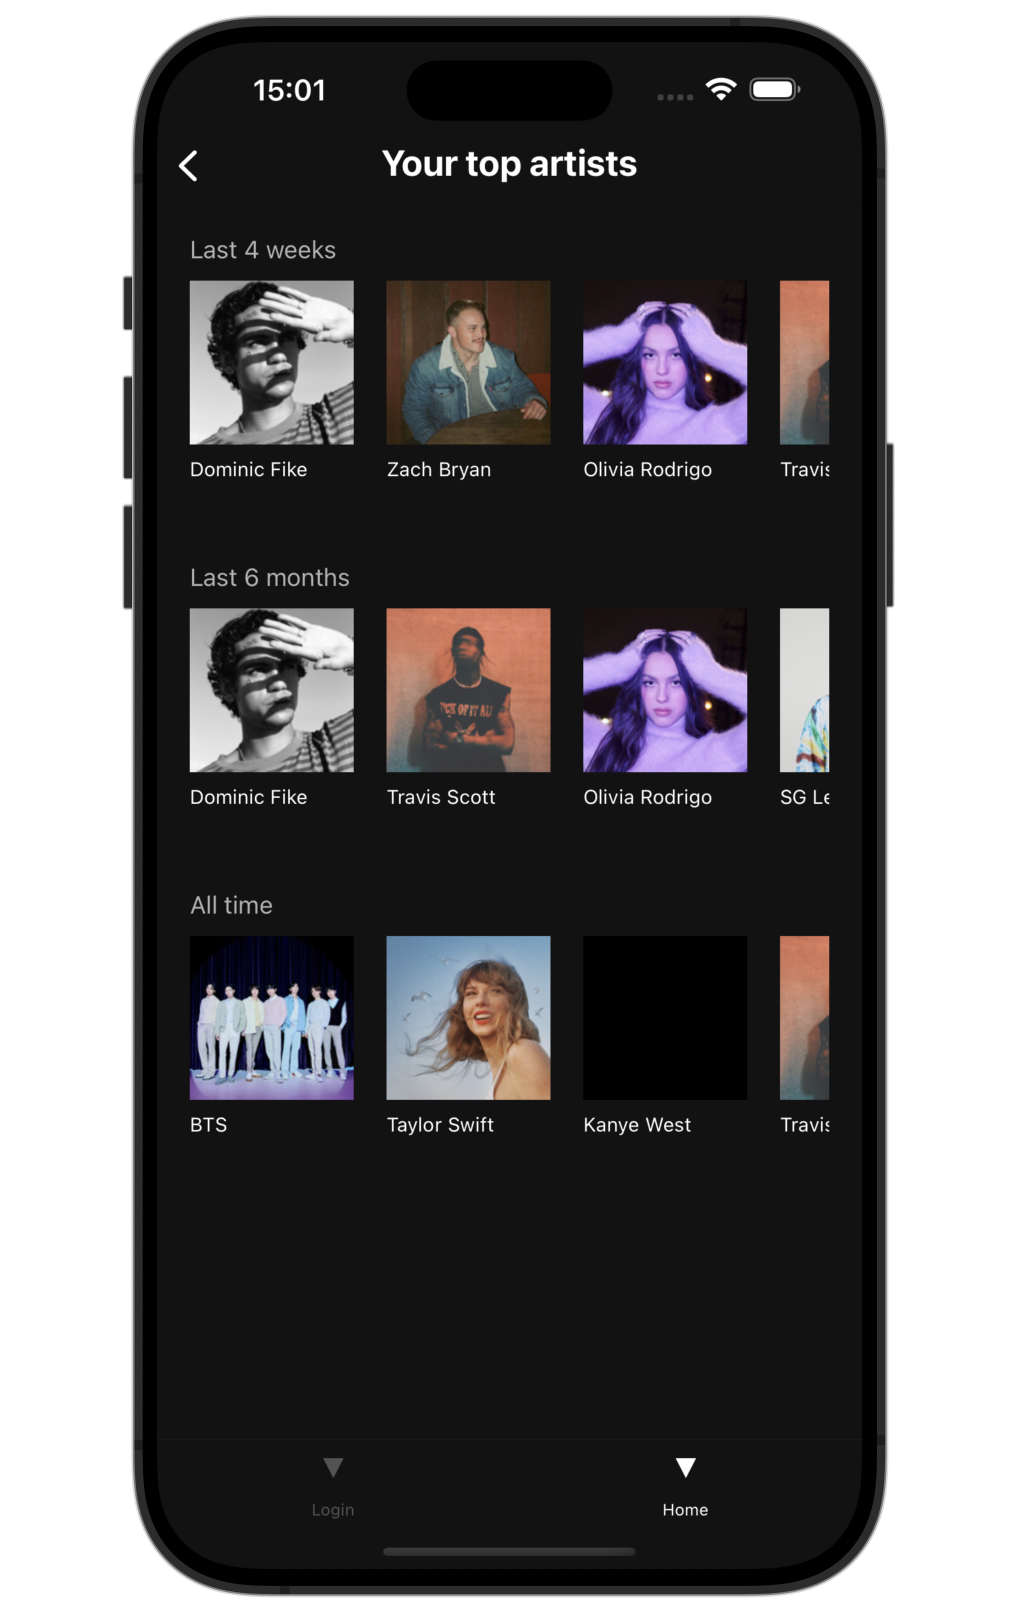 15:01
Your top artists
Last 4 weeks
Dominic Fike
Zach Bryan
Olivia Rodrigo
Travis
Last 6 months
Dominic Fike
Travis Scott
Olivia Rodrigo
SG Le
All time
BTS
Taylor Swift
Kanye West
Travis
Login
Home